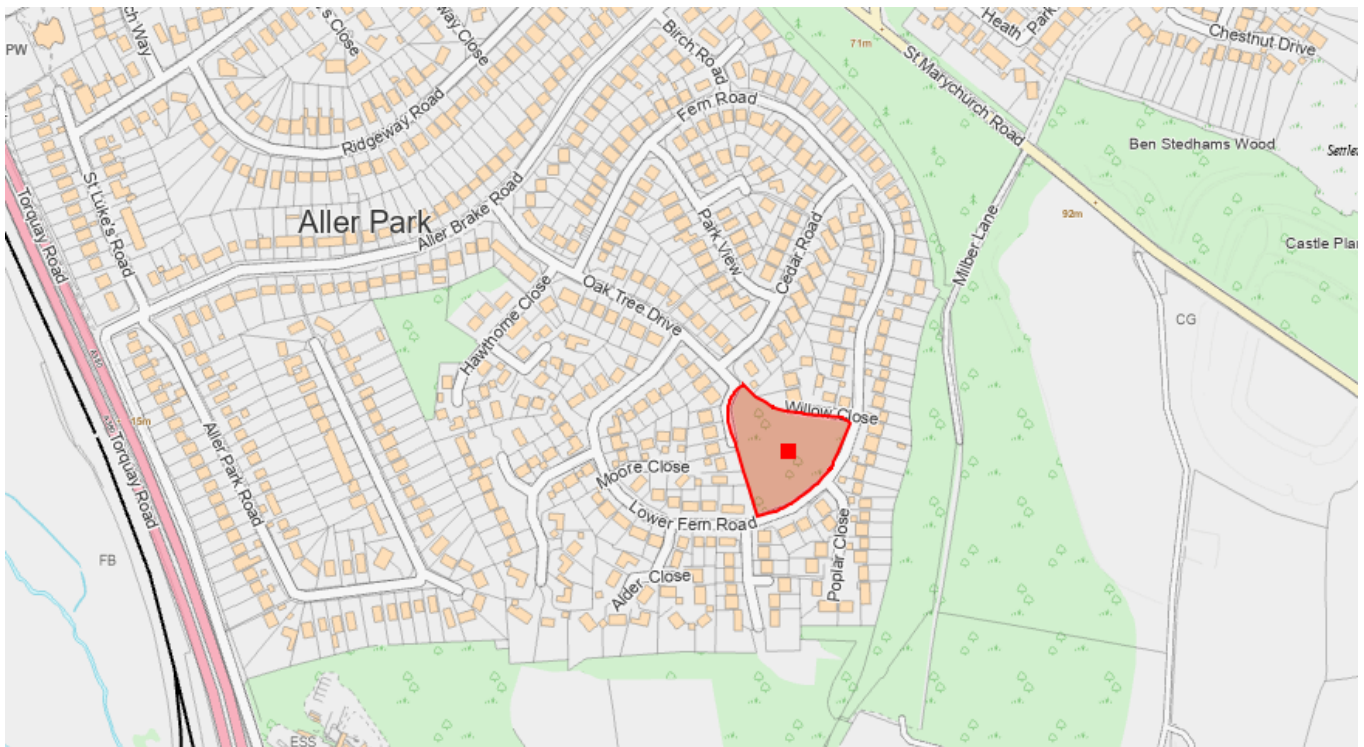 PW
Ridgeway Road
Birch Road
Fern Road
71m
St Marychurch Road
Heath
Park
Chestnut Drive
Ben Stedhams Wood
92m
Milber Lane
CG
St Luke's Road
Torquay Road
Aller Park
Aller Brake Road
Park View
Cedar Road
Oak Tree Drive
Hawthorne Close
Willow Close
15m
Torquay Road
Aller Park Road
Moore Close
Lower Fern Road
Alder Close
Poplar Close
FB
ESS